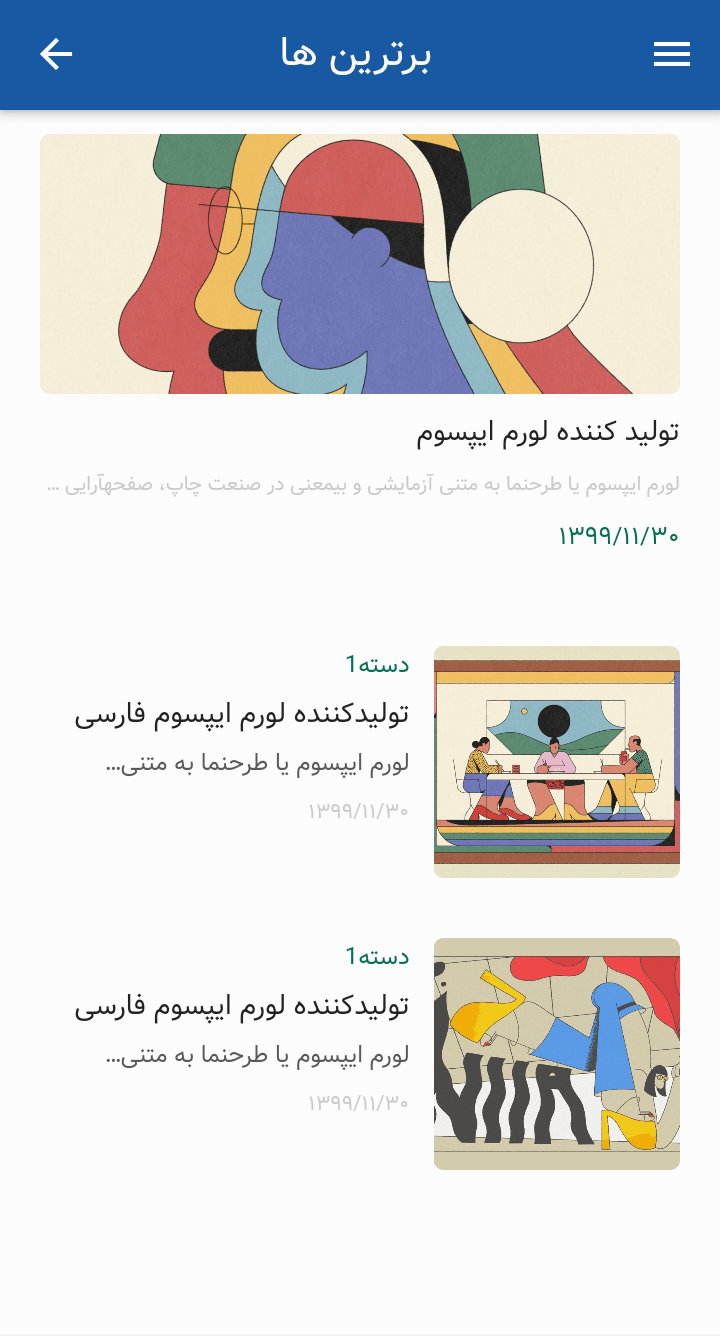 برترین ها
تولید کننده لورم ایپسوم
لورم ایپسوم یا طرحنما به متنی آزمایشی و بیمعنی در صنعت چاپ، صفحهآرایی ...
۱۳۹۹/۱۱/۳۰
دسته1
تولیدکننده لورم ایپسوم فارسی
لورم ایپسوم یا طرحنما به متنی...
۱۳۹۹/۱۱/۳۰
دسته1
تولیدکننده لورم ایپسوم فارسی
لورم ایپسوم یا طرحنما به متنی...
۱۳۹۹/۱۱/۳۰